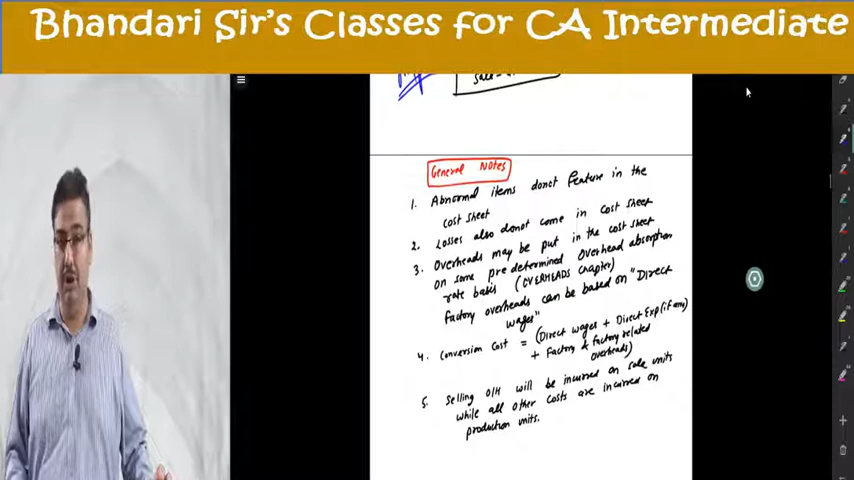 Bhandari Sir's Classes for CA Intermediate
Sale
General Notes
1. Abnormal items donot feature in the
cost sheet
2. Losses also donot come in cost sheet
3. Overheads may be put in the cost sheet
on some predetermined overhead absorption
rate basis (OVERHEADS Chapter)
Factory overheads can be based on "Direct
wages"
4. Conversion Cost = (Direct wages + Direct Exp (if any)
+ Factory & factory related
overheads)
5. Selling O/H will be incurred on sale units
while all other costs are incurred on
production units.